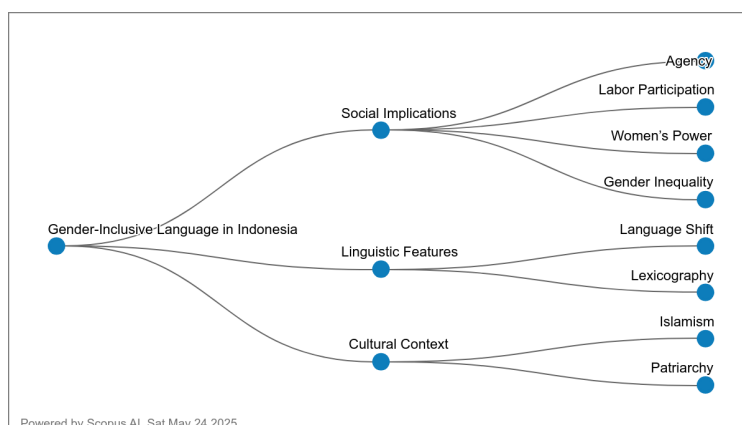 Agency
Labor Participation
Social Implications
Women's Power
Gender Inequality
Gender-Inclusive Language in Indonesia
Language Shift
Linguistic Features
Lexicography
Islamism
Cultural Context
Patriarchy
Powered by Scopus AI, Sat May 24 2025